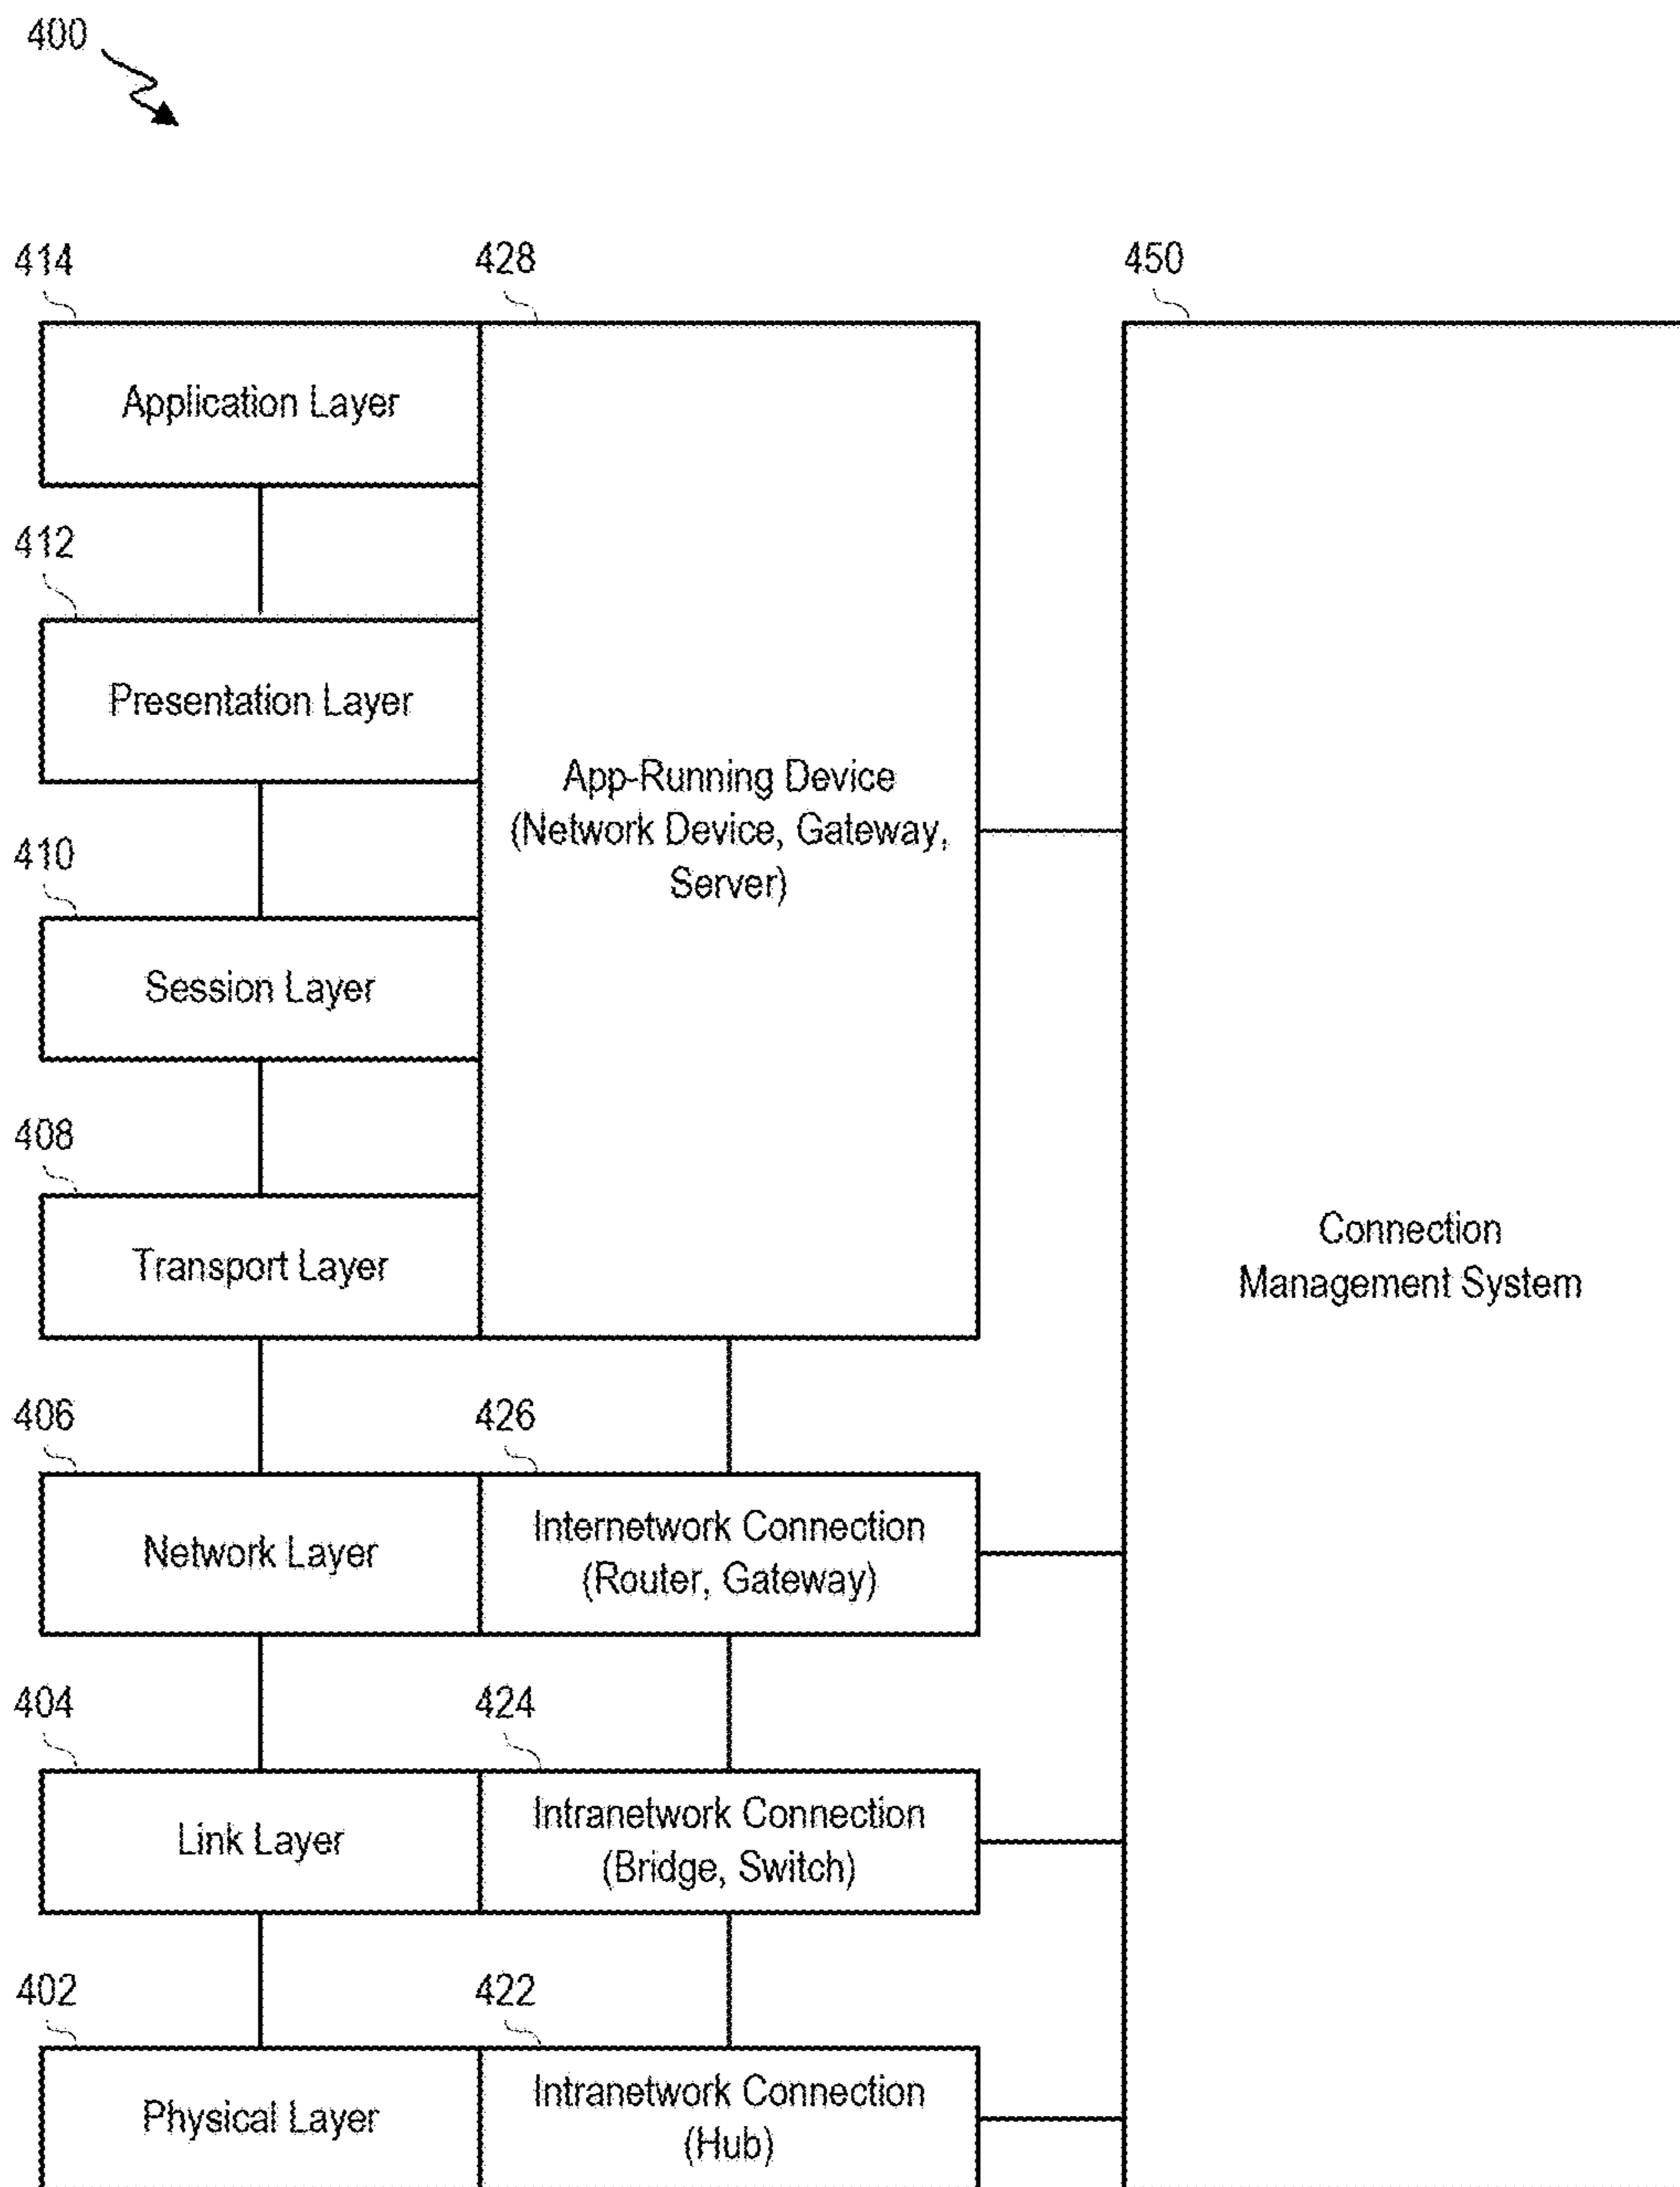 400
414
428
450
Application Layer
412
Presentation Layer
App-Running Device
(Network Device, Gateway,
Server)
410
Session Layer
408
Transport Layer
Connection
Management System
406
426
Network Layer
Internetwork Connection
(Router, Gateway)
404
424
Link Layer
Intranetwork Connection
(Bridge, Switch)
402
422
Physical Layer
Intranetwork Connection
(Hub)